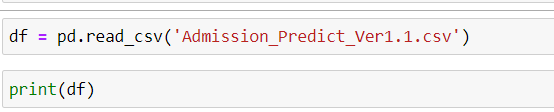 df = pd.read_csv('Admission_Predict_Ver1.1.csv')
print(df)